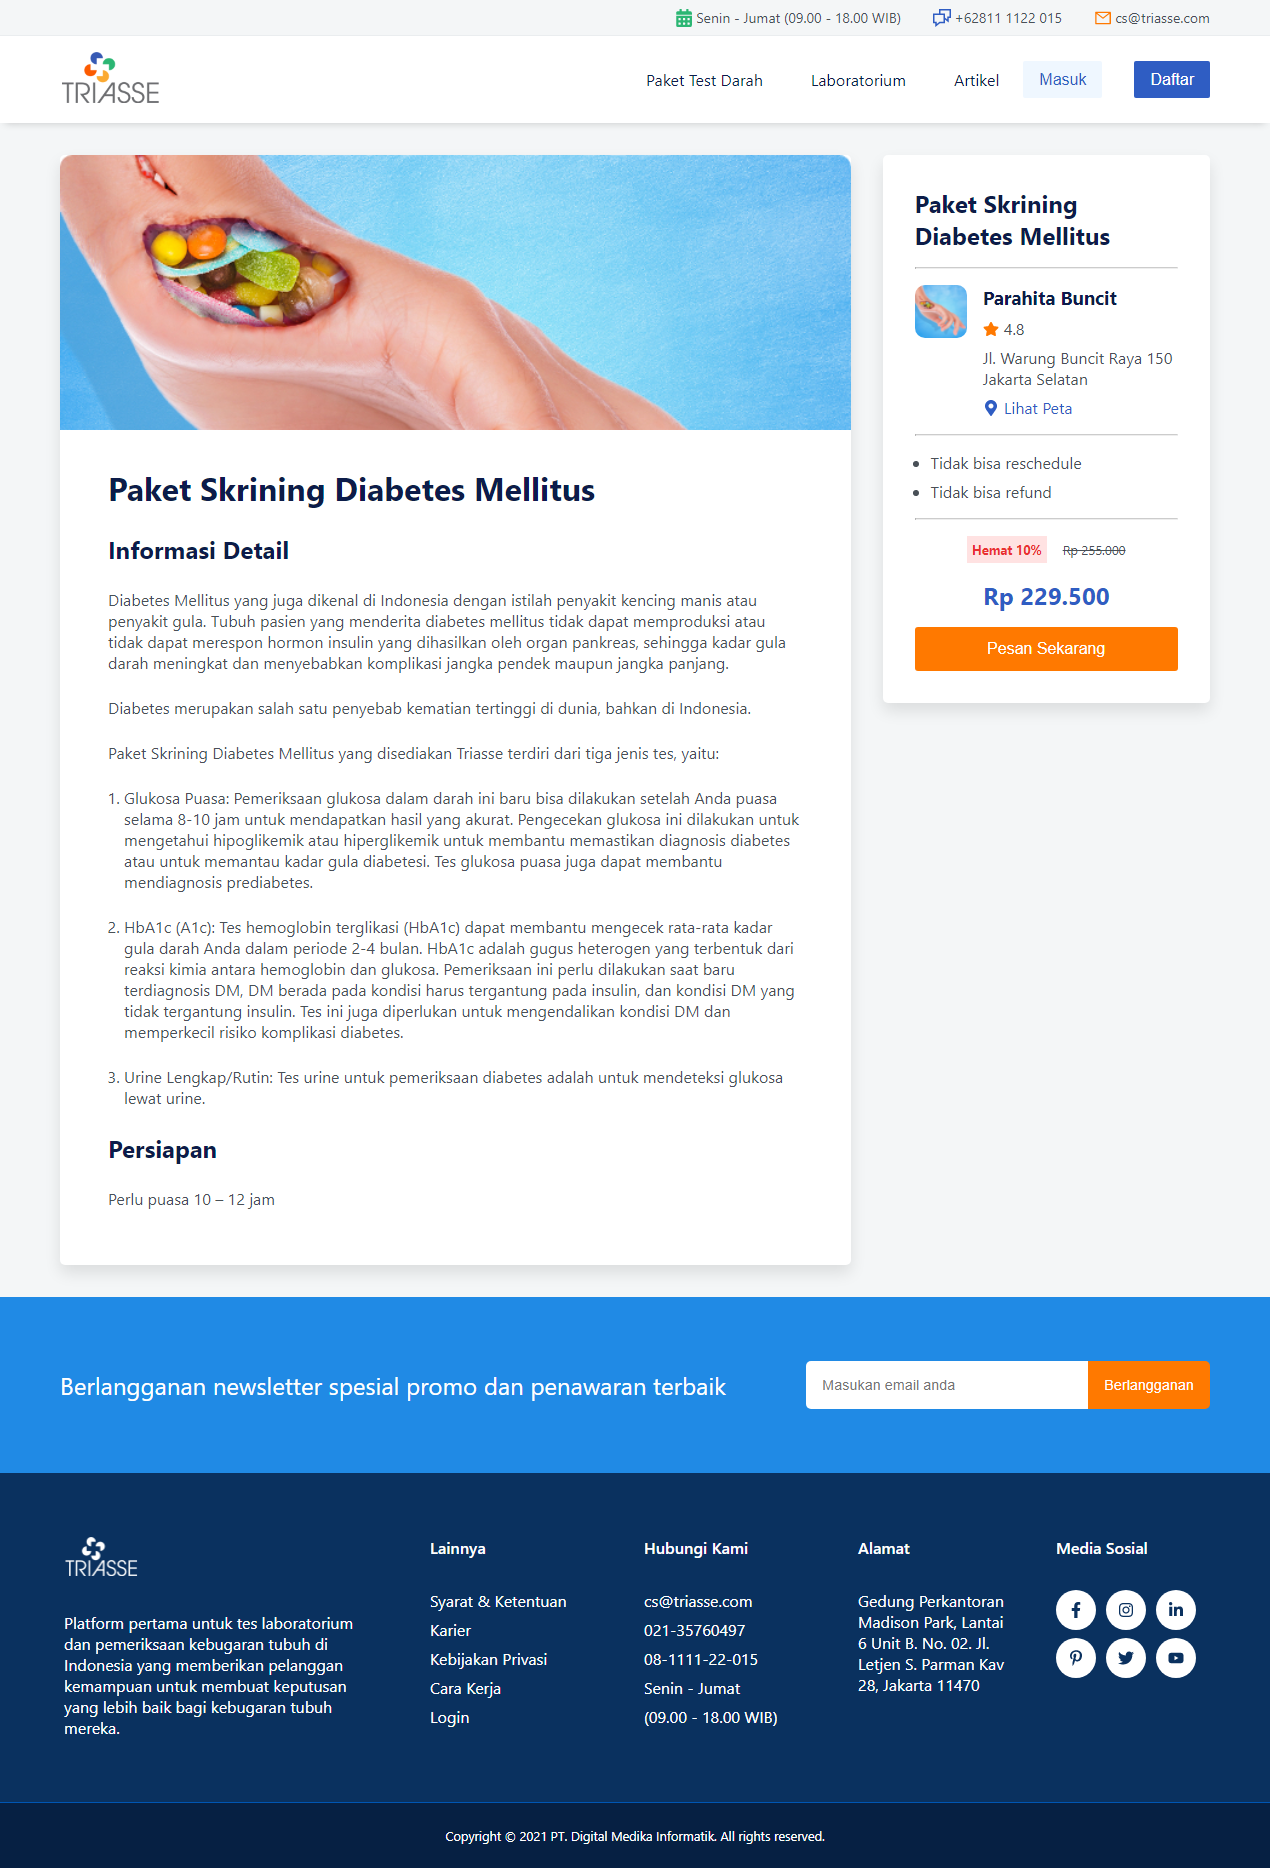 Senin - Jumat (09.00 - 18.00 WIB)
+62811 1122 015
cs@triasse.com
TRIASSE
Paket Test Darah
Laboratorium
Artikel
Masuk
Daftar
Paket Skrining Diabetes Mellitus
Informasi Detail
Diabetes Mellitus yang juga dikenal di Indonesia dengan istilah penyakit kencing manis atau
penyakit gula. Tubuh pasien yang menderita diabetes mellitus tidak dapat memproduksi atau
tidak dapat merespon hormon insulin yang dihasilkan oleh organ pankreas, sehingga kadar gula
darah meningkat dan menyebabkan komplikasi jangka pendek maupun jangka panjang.
Diabetes merupakan salah satu penyebab kematian tertinggi di dunia, bahkan di Indonesia.
Paket Skrining Diabetes Mellitus yang disediakan Triasse terdiri dari tiga jenis tes, yaitu:
1. Glukosa Puasa: Pemeriksaan glukosa dalam darah ini baru bisa dilakukan setelah Anda puasa
selama 8-10 jam untuk mendapatkan hasil yang akurat. Pengecekan glukosa ini dilakukan untuk
mengetahui hipoglikemik atau hiperglikemik untuk membantu memastikan diagnosis diabetes
atau untuk memantau kadar gula diabetesi. Tes glukosa puasa juga dapat membantu
mendiagnosis prediabetes.
2. HbA1c (A1c): Tes hemoglobin terglikasi (HbA1c) dapat membantu mengecek rata-rata kadar
gula darah Anda dalam periode 2-4 bulan. HbA1c adalah gugus heterogen yang terbentuk dari
reaksi kimia antara hemoglobin dan glukosa. Pemeriksaan ini perlu dilakukan saat baru
terdiagnosis DM, DM berada pada kondisi harus tergantung pada insulin, dan kondisi DM yang
tidak tergantung insulin. Tes ini juga diperlukan untuk mengendalikan kondisi DM dan
memperkecil risiko komplikasi diabetes.
3. Urine Lengkap/Rutin: Tes urine untuk pemeriksaan diabetes adalah untuk mendeteksi glukosa
lewat urine.
Persiapan
Perlu puasa 10 – 12 jam
Paket Skrining
Diabetes Mellitus
Parahita Buncit
4.8
Jl. Warung Buncit Raya 150
Jakarta Selatan
Lihat Peta
Tidak bisa reschedule
Tidak bisa refund
Hemat 10%
Rp 255.000
Rp 229.500
Pesan Sekarang
Berlangganan newsletter spesial promo dan penawaran terbaik
Masukan email anda
Berlangganan
TRIASSE
Platform pertama untuk tes laboratorium
dan pemeriksaan kebugaran tubuh di
Indonesia yang memberikan pelanggan
kemampuan untuk membuat keputusan
yang lebih baik bagi kebugaran tubuh
mereka.
Lainnya
Syarat & Ketentuan
Karier
Kebijakan Privasi
Cara Kerja
Login
Hubungi Kami
cs@triasse.com
021-35760497
08-1111-22-015
Senin - Jumat
(09.00 - 18.00 WIB)
Alamat
Gedung Perkantoran
Madison Park, Lantai
6 Unit B. No. 02. Jl.
Letjen S. Parman Kav
28, Jakarta 11470
Media Sosial
Copyright © 2021 PT. Digital Medika Informatik. All rights reserved.